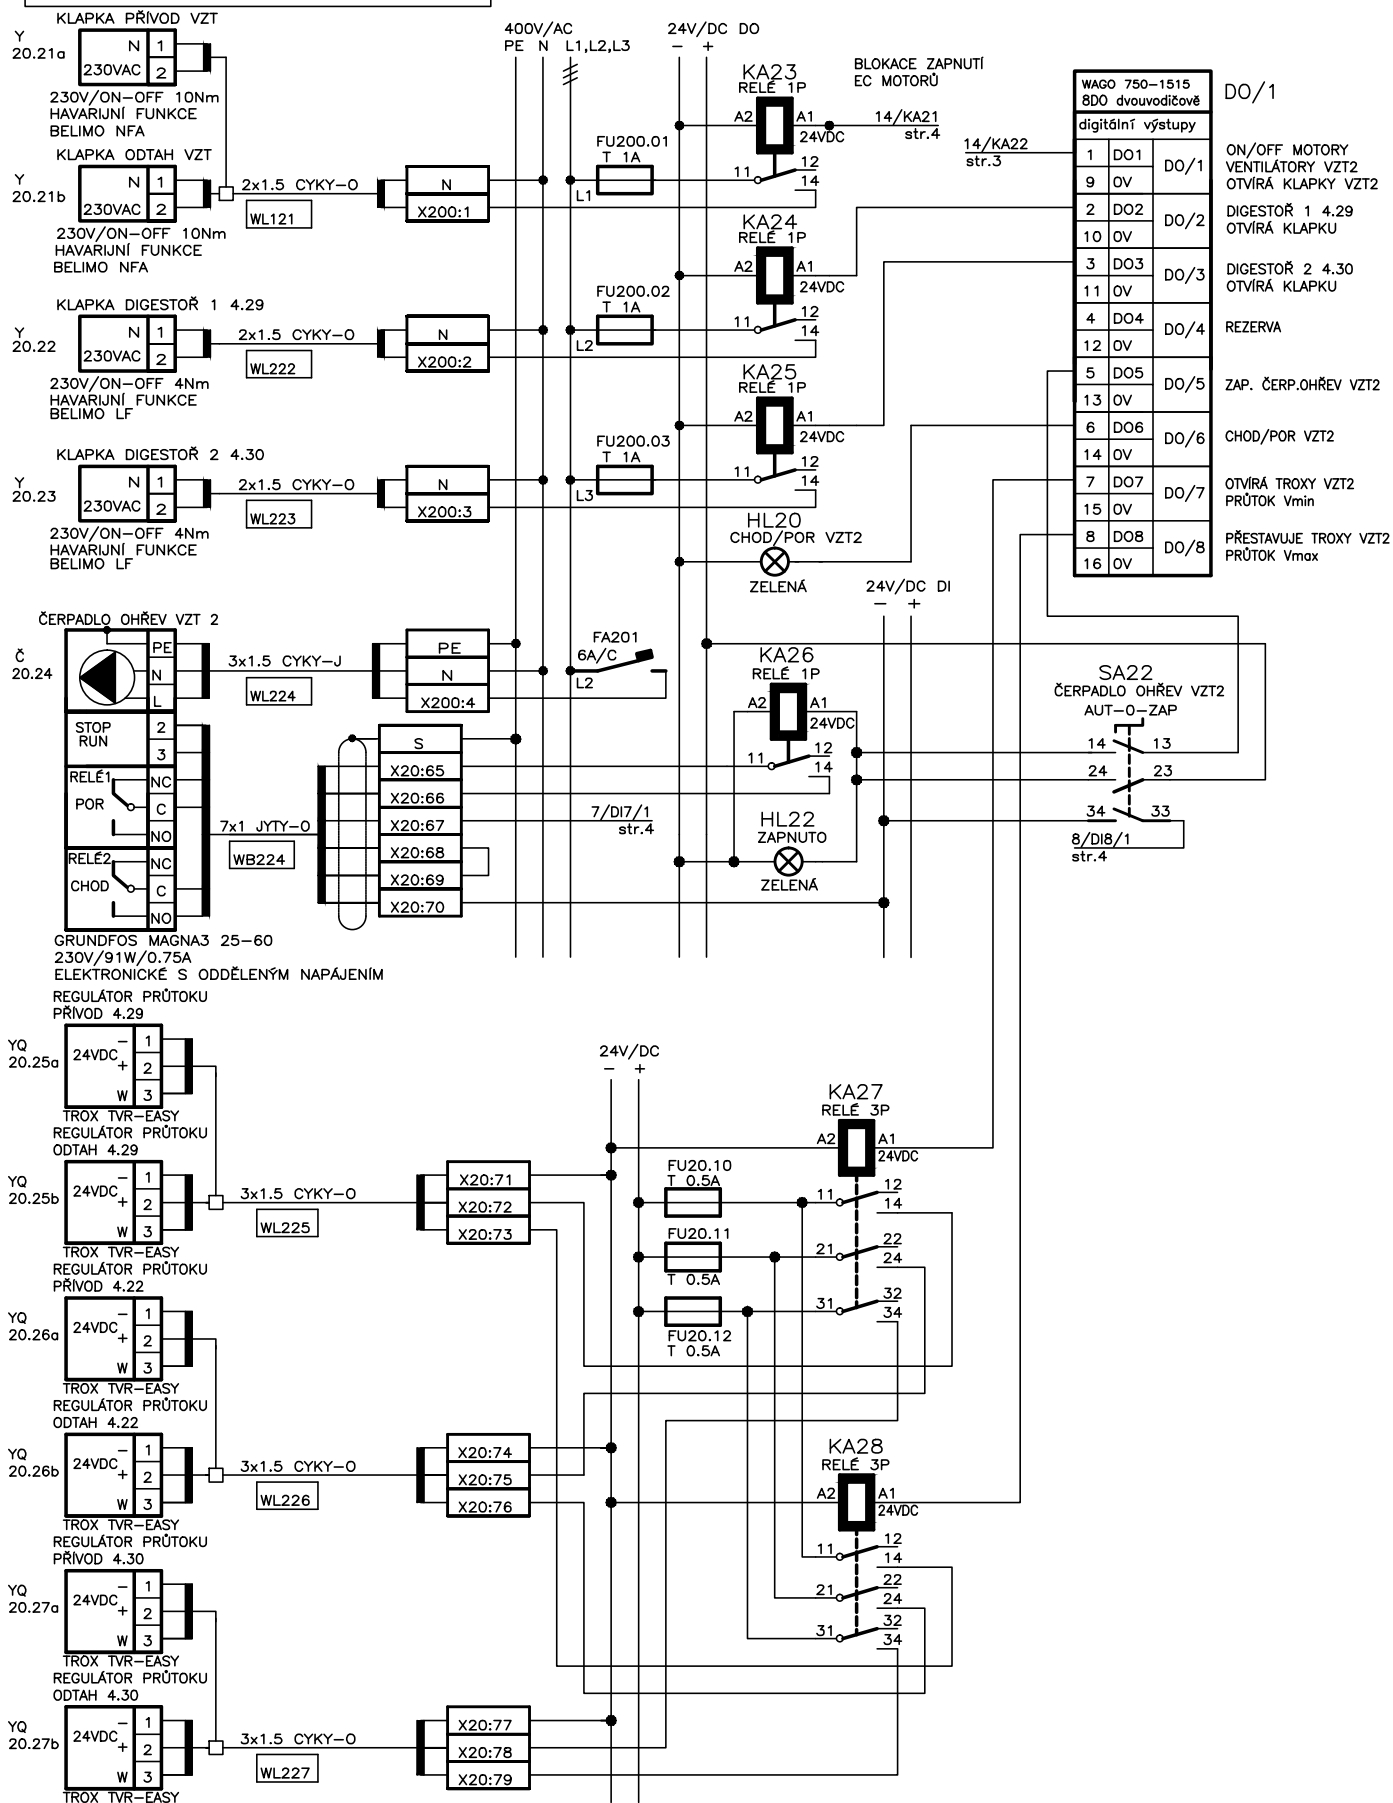 KLAPKA PŘÍVOD VZT
Y
20.21a
N 1
230VAC 2
230V/ON-OFF 10Nm
HAVARIJNÍ FUNKCE
BELIMO NFA
KLAPKA ODTAH VZT
Y
20.21b
N 1
230VAC 2
2x1.5 CYKY-O
WL121
N
X200:1
230V/ON-OFF 10Nm
HAVARIJNÍ FUNKCE
BELIMO NFA
KLAPKA DIGESTOŘ 1 4.29
Y
20.22
N 1
230VAC 2
2x1.5 CYKY-O
WL222
N
X200:2
230V/ON-OFF 4Nm
HAVARIJNÍ FUNKCE
BELIMO LF
KLAPKA DIGESTOŘ 2 4.30
Y
20.23
N 1
230VAC 2
2x1.5 CYKY-O
WL223
N
X200:3
230V/ON-OFF 4Nm
HAVARIJNÍ FUNKCE
BELIMO LF
400V/AC
PE N L1,L2,L3
24V/DC DO
- +
FU200.01
T 1A
L1
KA23
RELÉ 1P
A2 A1
24VDC
11 12
14
BLOKACE ZAPNUTÍ
EC MOTORŮ
14/KA21
str.4
14/KA22
str.3
FU200.02
T 1A
L2
KA24
RELÉ 1P
A2 A1
24VDC
11 12
14
FU200.03
T 1A
L3
KA25
RELÉ 1P
A2 A1
24VDC
11 12
14
HL20
CHOD/POR VZT2
ZELENÁ
WAGO 750-1515
8DO dvouvodičově
DO/1
digitální výstupy
1 DO1
9 0V
DO/1
ON/OFF MOTORY
VENTILÁTORY VZT2
OTVÍRÁ KLAPKY VZT2
2 DO2
10 0V
DO/2
DIGESTOŘ 1 4.29
OTVÍRÁ KLAPKU
3 DO3
11 0V
DO/3
DIGESTOŘ 2 4.30
OTVÍRÁ KLAPKU
4 DO4
12 0V
DO/4
REZERVA
5 DO5
13 0V
DO/5
ZAP. ČERP.OHŘEV VZT2
6 DO6
14 0V
DO/6
CHOD/POR VZT2
7 DO7
15 0V
DO/7
OTVÍRÁ TROXY VZT2
PRŮTOK Vmin
8 DO8
16 0V
DO/8
PŘESTAVUJE TROXY VZT2
PRŮTOK Vmax
24V/DC DI
- +
ČERPADLO OHŘEV VZT 2
Č
20.24
PE
N
L
3x1.5 CYKY-J
WL224
PE
N
X200:4
FA201
6A/C
L2
STOP
RUN
2
3
RELÉ1
POR
NC
C
NO
RELÉ2
CHOD
NC
C
NO
7x1 JYTY-O
WB224
S
X20:65
X20:66
X20:67
X20:68
X20:69
X20:70
7/DI7/1
str.4
KA26
RELÉ 1P
A2 A1
24VDC
11 12
14
HL22
ZAPNUTO
ZELENÁ
SA22
ČERPADLO OHŘEV VZT2
AUT-0-ZAP
14 13
24 23
34 33
8/DI8/1
str.4
GRUNDFOS MAGNA3 25-60
230V/91W/0.75A
ELEKTRONICKÉ S ODDĚLENÝM NAPÁJENÍM
REGULÁTOR PRŮTOKU
PŘÍVOD 4.29
YQ
20.25a
24VDC
- 1
+ 2
W 3
TROX TVR-EASY
REGULÁTOR PRŮTOKU
ODTAH 4.29
YQ
20.25b
24VDC
- 1
+ 2
W 3
3x1.5 CYKY-O
WL225
X20:71
X20:72
X20:73
TROX TVR-EASY
REGULÁTOR PRŮTOKU
PŘÍVOD 4.22
YQ
20.26a
24VDC
- 1
+ 2
W 3
TROX TVR-EASY
REGULÁTOR PRŮTOKU
ODTAH 4.22
YQ
20.26b
24VDC
- 1
+ 2
W 3
3x1.5 CYKY-O
WL226
X20:74
X20:75
X20:76
TROX TVR-EASY
REGULÁTOR PRŮTOKU
PŘÍVOD 4.30
YQ
20.27a
24VDC
- 1
+ 2
W 3
TROX TVR-EASY
REGULÁTOR PRŮTOKU
ODTAH 4.30
YQ
20.27b
24VDC
- 1
+ 2
W 3
3x1.5 CYKY-O
WL227
X20:77
X20:78
X20:79
TROX TVR-EASY
24V/DC
- +
FU20.10
T 0.5A
FU20.11
T 0.5A
FU20.12
T 0.5A
KA27
RELÉ 3P
A2 A1
24VDC
11 12
14
21 22
24
31 32
34
KA28
RELÉ 3P
A2 A1
24VDC
11 12
14
21 22
24
31 32
34